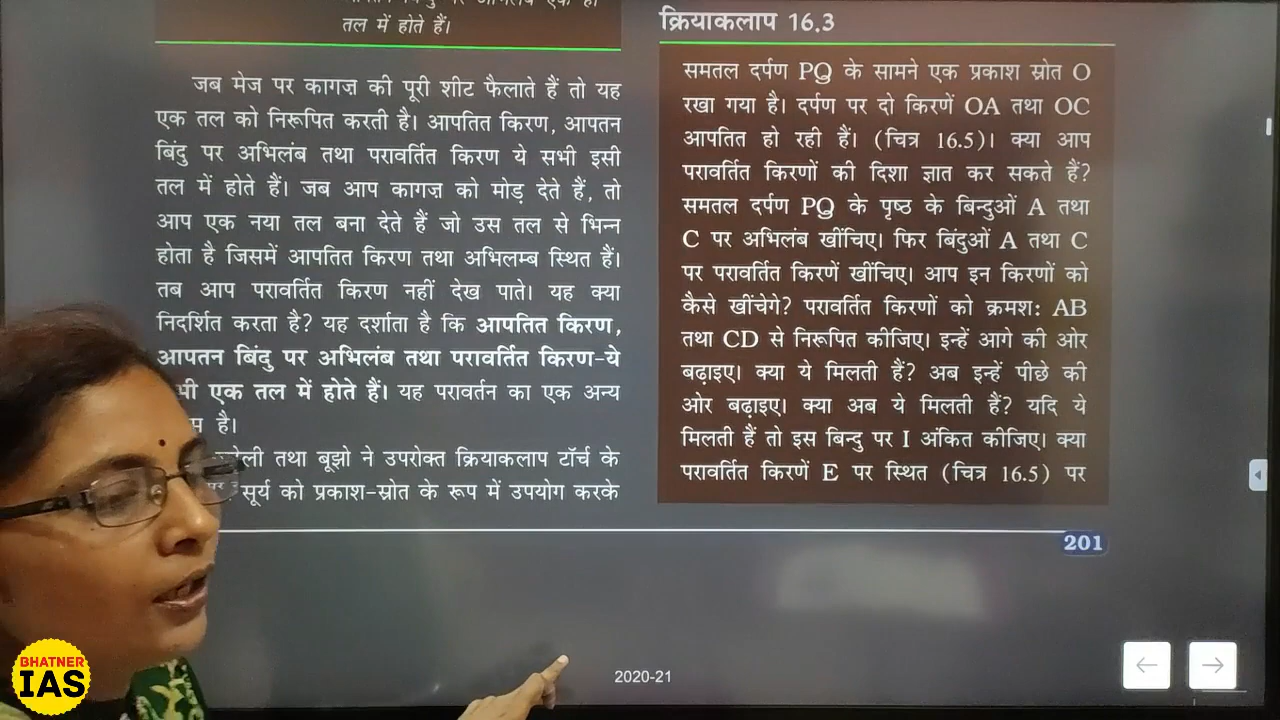 तल में होते हैं।
जब मेज पर कागज़ की पूरी शीट फैलाते हैं तो यह
एक तल को निरूपित करती है। आपतित किरण, आपतन
बिंदु पर अभिलंब तथा परावर्तित किरण ये सभी इसी
तल में होते हैं। जब आप कागज़ को मोड़ देते हैं, तो
आप एक नया तल बना देते हैं जो उस तल से भिन्न
होता है जिसमें आपतित किरण तथा अभिलम्ब स्थित हैं।
तब आप परावर्तित किरण नहीं देख पाते। यह क्या
निदर्शित करता है? यह दर्शाता है कि आपतित किरण,
आपतन बिंदु पर अभिलंब तथा परावर्तित किरण-ये
भी एक तल में होते हैं। यह परावर्तन का एक अन्य
है।
तथा बूझो ने उपरोक्त क्रियाकलाप टॉर्च के
सूर्य को प्रकाश-स्रोत के रूप में उपयोग करके
क्रियाकलाप 16.3
समतल दर्पण PQ के सामने एक प्रकाश स्रोत O
रखा गया है। दर्पण पर दो किरणें OA तथा OC
आपतित हो रही हैं। (चित्र 16.5)। क्या आप
परावर्तित किरणों की दिशा ज्ञात कर सकते हैं?
समतल दर्पण PQ के पृष्ठ के बिन्दुओं A तथा
C पर अभिलंब खींचिए। फिर बिंदुओं A तथा C
पर परावर्तित किरणें खींचिए। आप इन किरणों को
कैसे खींचेगे? परावर्तित किरणों को क्रमश: AB
तथा CD से निरूपित कीजिए। इन्हें आगे की ओर
बढ़ाइए। क्या ये मिलती हैं? अब इन्हें पीछे की
ओर बढ़ाइए। क्या अब ये मिलती हैं? यदि ये
मिलती हैं तो इस बिन्दु पर I अंकित कीजिए। क्या
परावर्तित किरणें E पर स्थित (चित्र 16.5) पर
201
2020-21
BHATNER
IAS